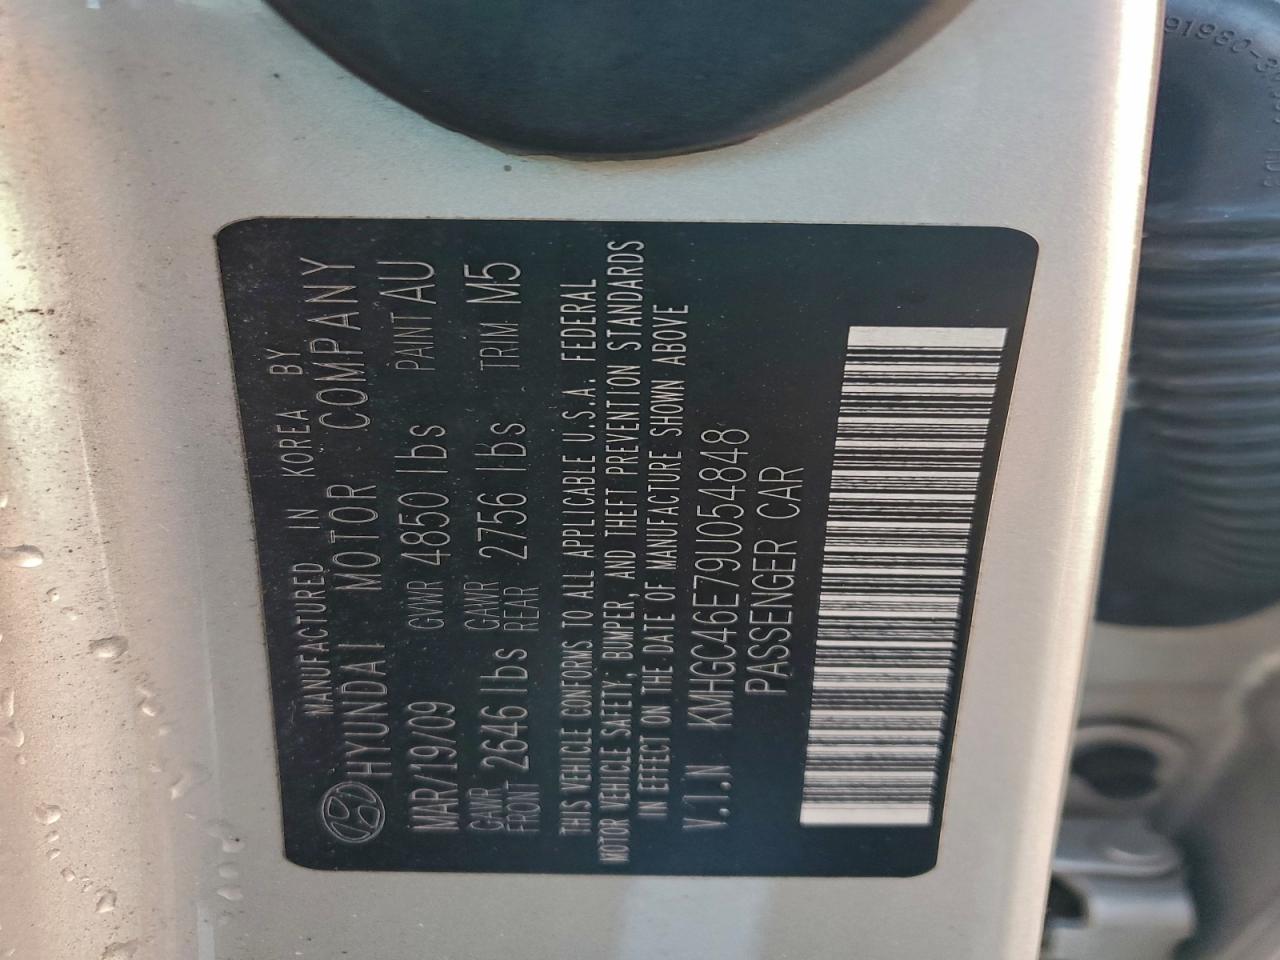 MANUFACTURED IN KOREA BY
HYUNDAI MOTOR COMPANY
MAR/19/09 GVWR 4850 lbs PAINT AU
GAWR FRONT 2646 lbs GAWR REAR 2756 lbs TRIM M5
THIS VEHICLE CONFORMS TO ALL APPLICABLE U.S.A. FEDERAL
MOTOR VEHICLE SAFETY, BUMPER, AND THEFT PREVENTION STANDARDS
IN EFFECT ON THE DATE OF MANUFACTURE SHOWN ABOVE
V.I.N KMHGC46E79U054848
PASSENGER CAR
91980-